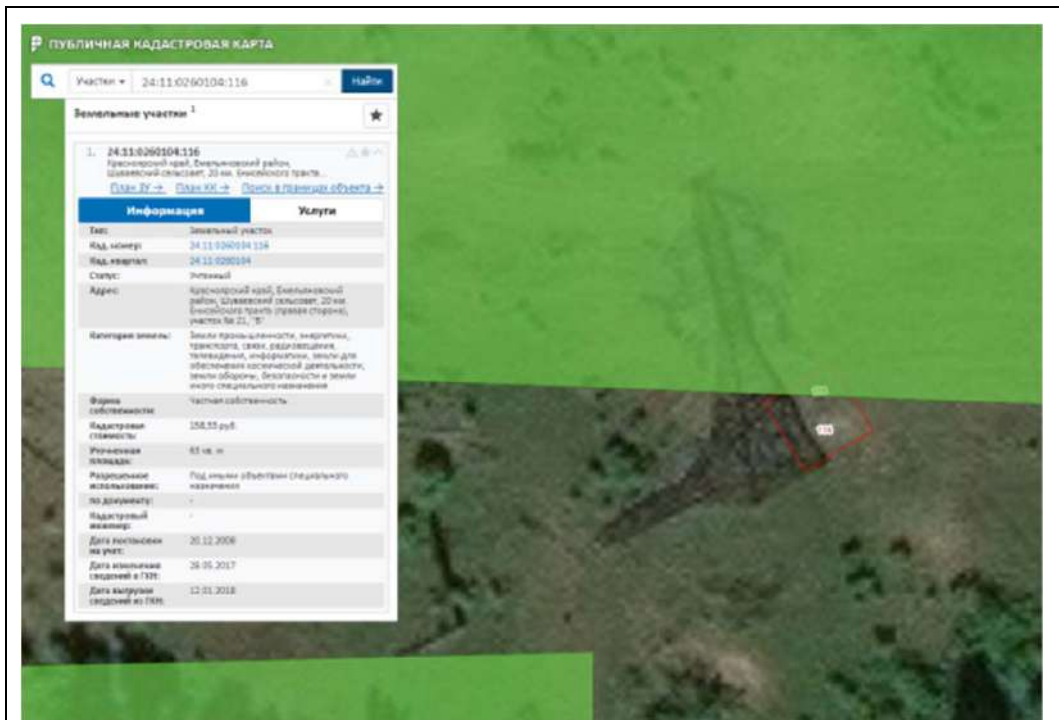 ПУБЛИЧНАЯ КАДАСТРОВАЯ КАРТА
Участки 24:11:0260104:116 Найти
Земельные участки 1
1. 24:11:0260104:116
Красноярский край, Емельяновский район,
Шуваевский сельсовет, 20 км. Енисейского тракта...
План ЗУ → План КК → Поиск в границах объекта →
Информация Услуги
Тип: Земельный участок
Кад. номер: 24:11:0260104:116
Кад. квартал: 24:11:0260104
Статус: Учтенный
Адрес: Красноярский край, Емельяновский
район, Шуваевский сельсовет, 20 км.
Енисейского тракта (правая сторона),
участок № 21, "В"
Категория земель: Земли промышленности, энергетики,
транспорта, связи, радиовещания,
телевидения, информатики, земли для
обеспечения космической деятельности,
земли обороны, безопасности и земли
иного специального назначения
Форма собственности: Частная собственность
Кадастровая стоимость: 158,55 руб.
Уточненная площадь: 65 кв. м
Разрешенное использование: Под иными объектами специального
назначения
по документу: -
Кадастровый инженер: -
Дата постановки на учет: 20.12.2008
Дата изменения сведений в ГКН: 26.05.2017
Дата выгрузки сведений из ГКН: 12.01.2018
116